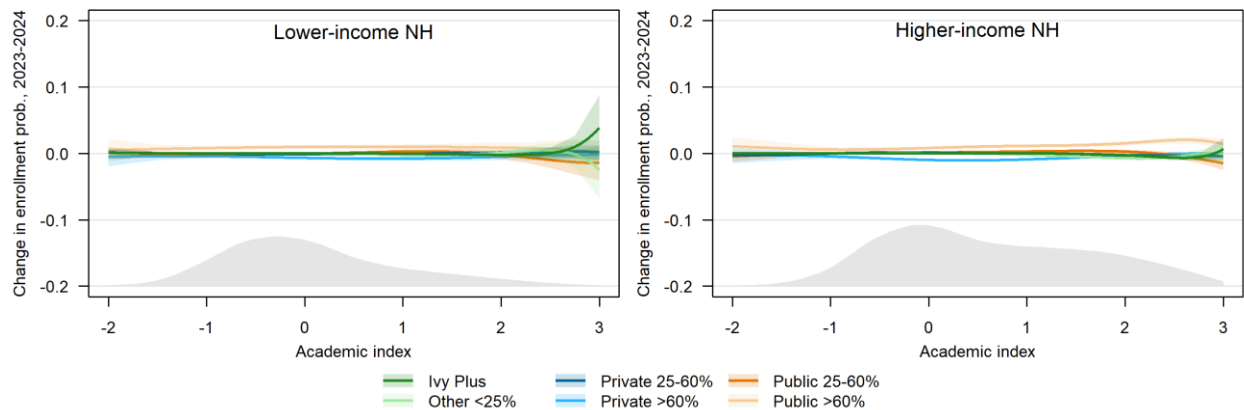 Lower-income NH
Change in enrollment prob., 2023-2024
0.2
0.1
0.0
-0.1
-0.2
-2 -1 0 1 2 3
Academic index
Higher-income NH
Change in enrollment prob., 2023-2024
0.2
0.1
0.0
-0.1
-0.2
-2 -1 0 1 2 3
Academic index
Ivy Plus Private 25-60% Public 25-60%
Other <25% Private >60% Public >60%